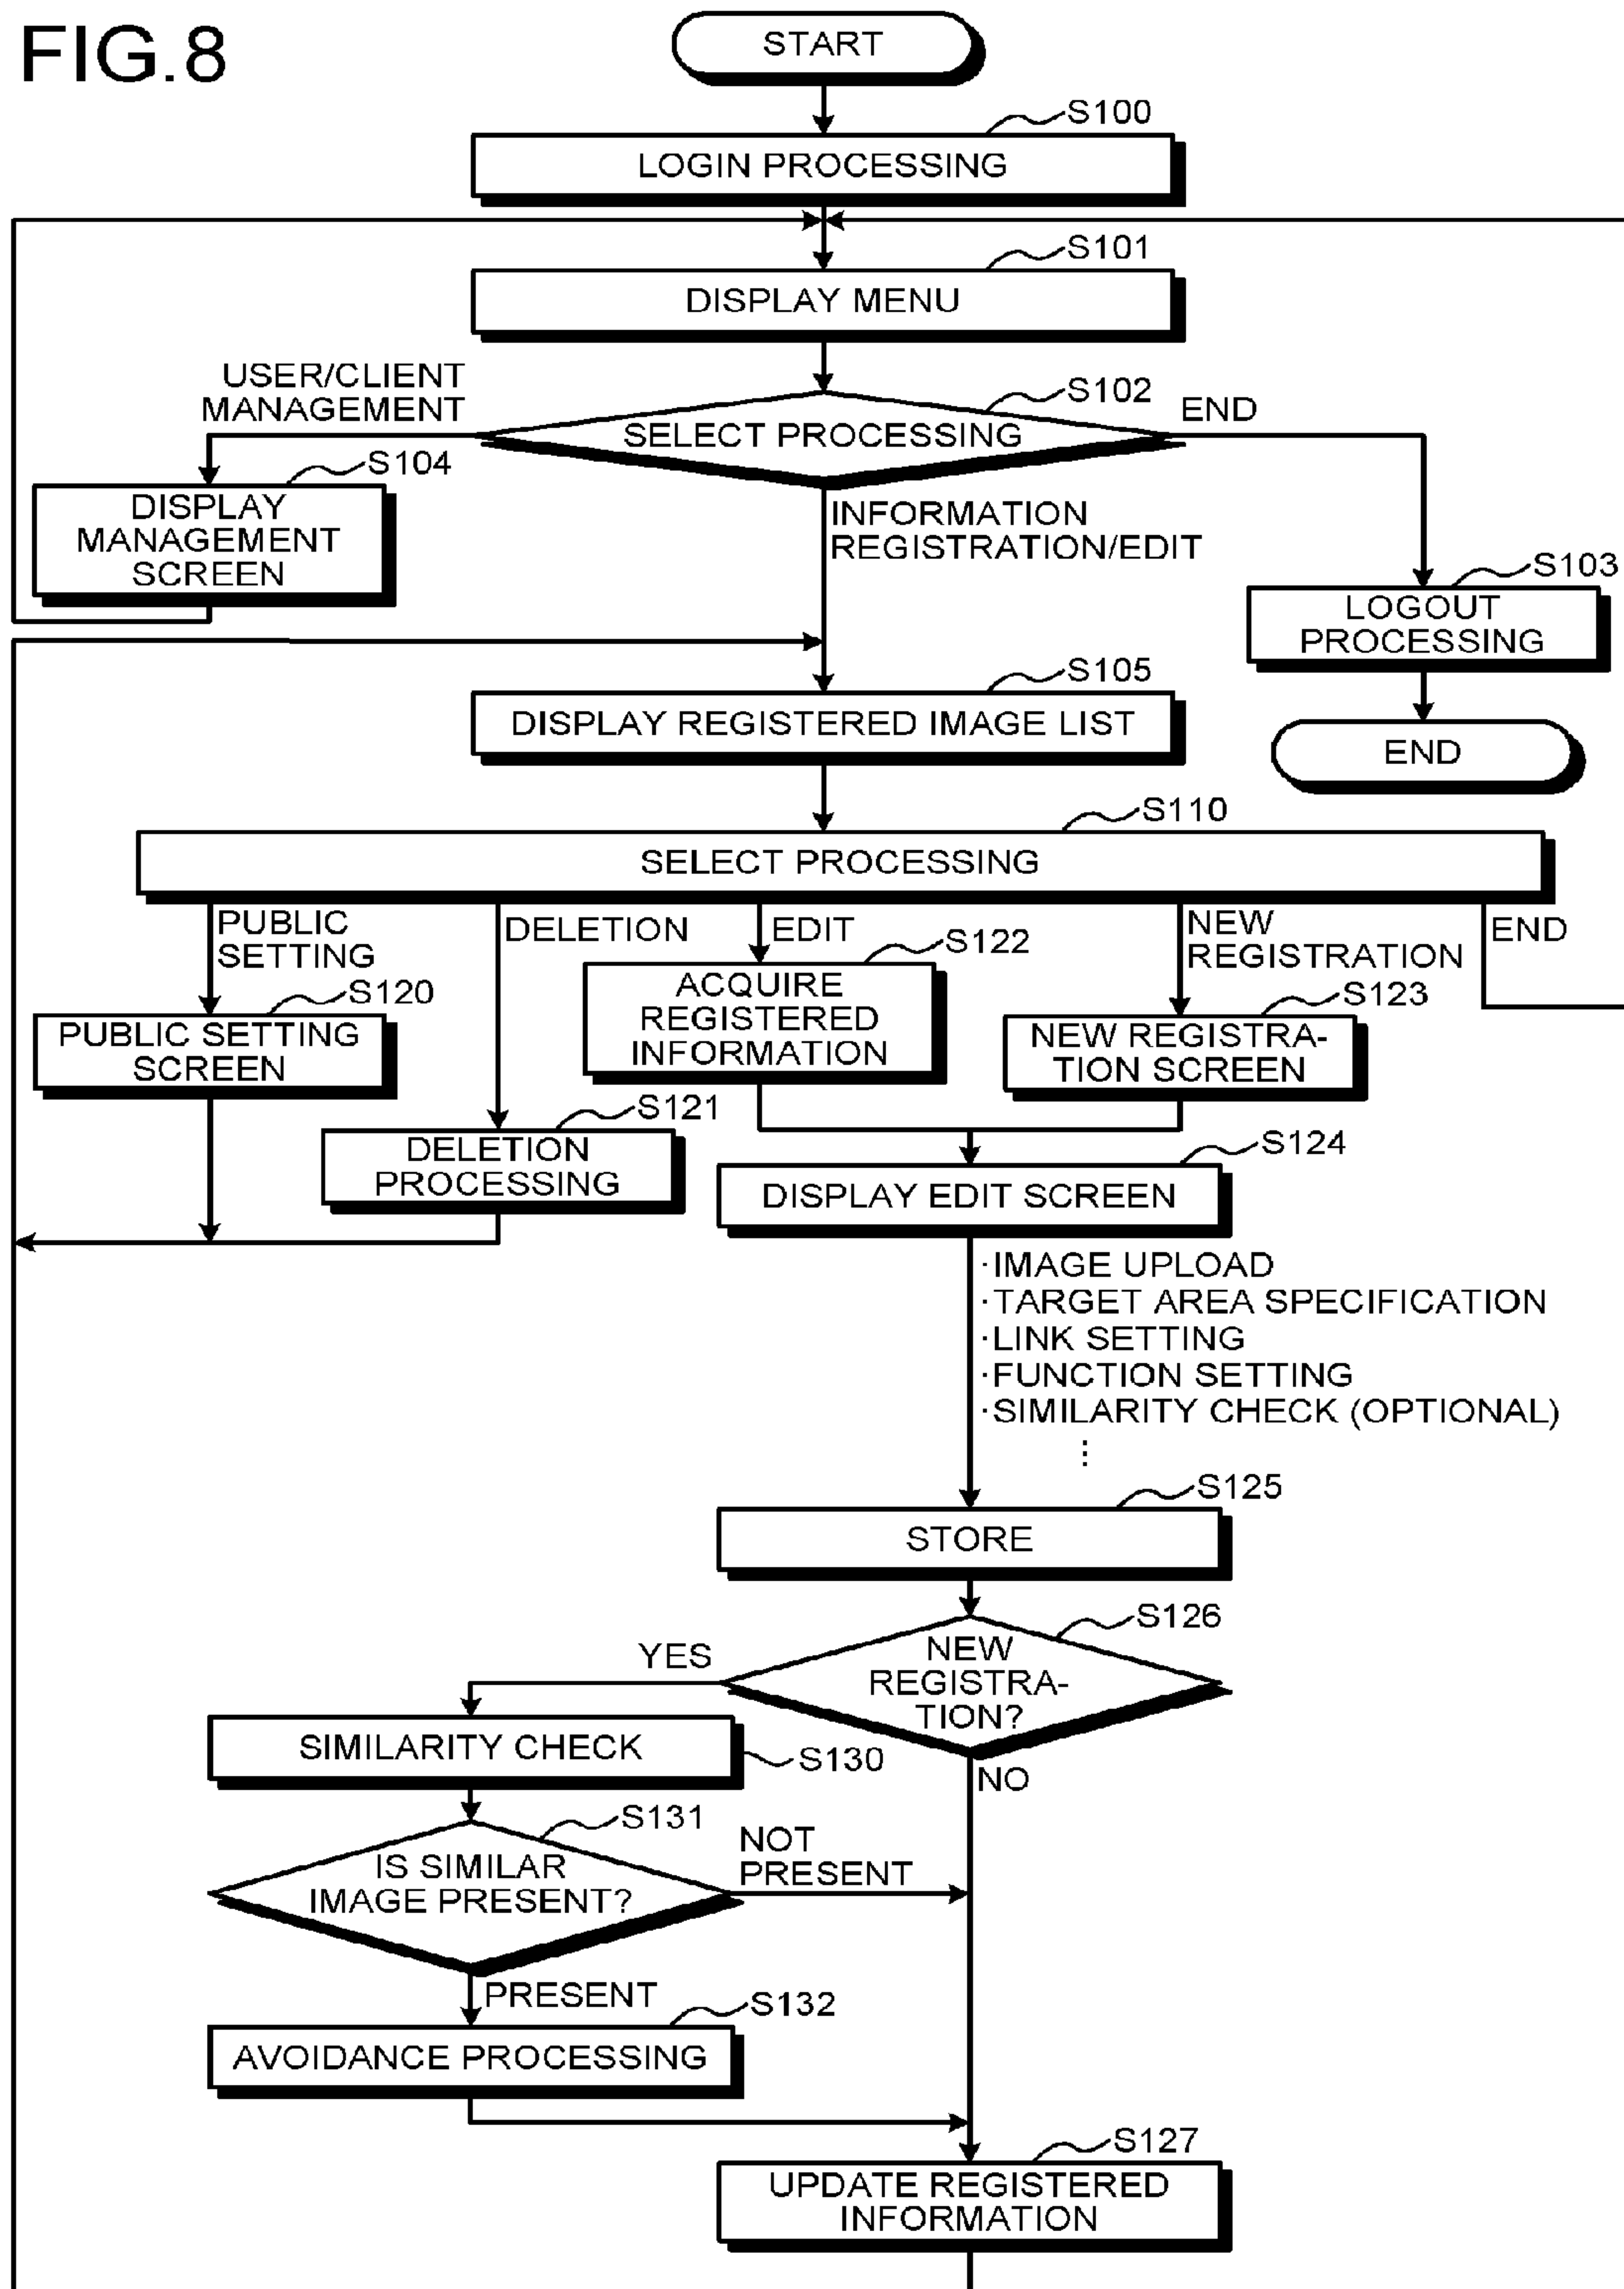 FIG.8
START
S100
LOGIN PROCESSING
S101
DISPLAY MENU
USER/CLIENT
MANAGEMENT
S102
SELECT PROCESSING
END
S104
DISPLAY
MANAGEMENT
SCREEN
INFORMATION
REGISTRATION/EDIT
S103
LOGOUT
PROCESSING
END
S105
DISPLAY REGISTERED IMAGE LIST
S110
SELECT PROCESSING
PUBLIC
SETTING
DELETION
EDIT
NEW
REGISTRATION
END
S120
PUBLIC SETTING
SCREEN
S121
DELETION
PROCESSING
S122
ACQUIRE
REGISTERED
INFORMATION
S123
NEW REGISTRA-
TION SCREEN
S124
DISPLAY EDIT SCREEN
·IMAGE UPLOAD
·TARGET AREA SPECIFICATION
·LINK SETTING
·FUNCTION SETTING
·SIMILARITY CHECK (OPTIONAL)
⋮
S125
STORE
S126
NEW
REGISTRA-
TION?
YES
NO
SIMILARITY CHECK
S130
S131
IS SIMILAR
IMAGE PRESENT?
NOT
PRESENT
PRESENT
S132
AVOIDANCE PROCESSING
S127
UPDATE REGISTERED
INFORMATION